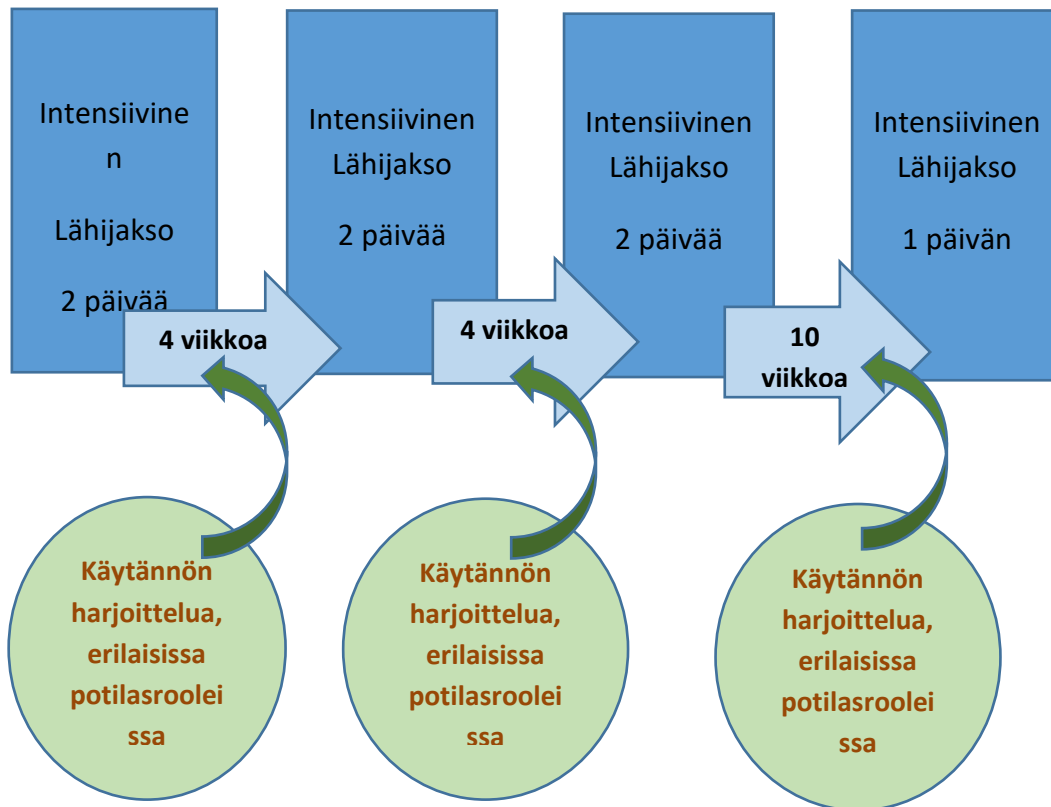 Intensiivine
n
Lähijakso
2 päivää
Intensiivinen
Lähijakso
2 päivää
Intensiivinen
Lähijakso
2 päivää
Intensiivinen
Lähijakso
1 päivän
4 viikkoa
4 viikkoa
10
viikkoa
Käytännön
harjoittelua,
erilaisissa
potilasroolei
ssa
Käytännön
harjoittelua,
erilaisissa
potilasroolei
ssa
Käytännön
harjoittelua,
erilaisissa
potilasroolei
ssa